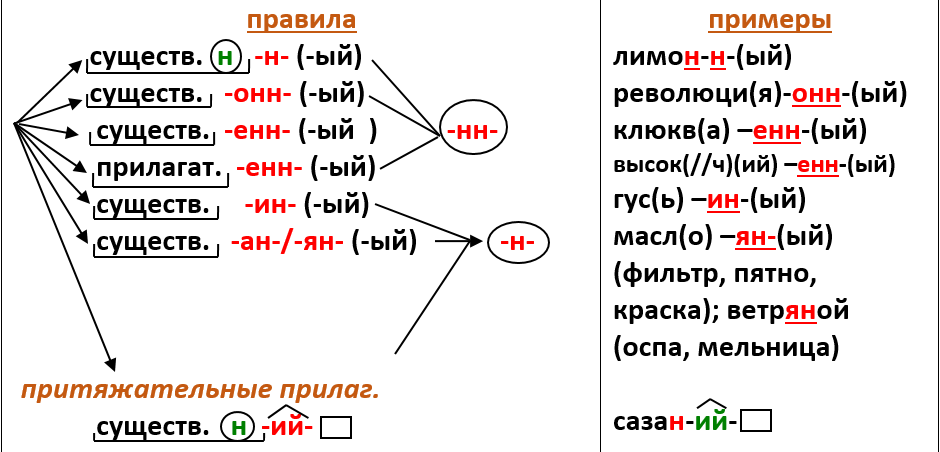 правила
существ. н -н- (-ый)
существ. -онн- (-ый)
существ. -енн- (-ый )
прилагат. -енн- (-ый)
существ. -ин- (-ый)
существ. -ан-/-ян- (-ый)
-нн-
-н-
притяжательные прилаг.
существ. н -ий-
примеры
лимон-н-(ый)
революци(я)-онн-(ый)
клюкв(а) –енн-(ый)
высок(//ч)(ий) –енн-(ый)
гус(ь) –ин-(ый)
масл(о) –ян-(ый)
(фильтр, пятно,
краска); ветряной
(оспа, мельница)
сазан-ий-